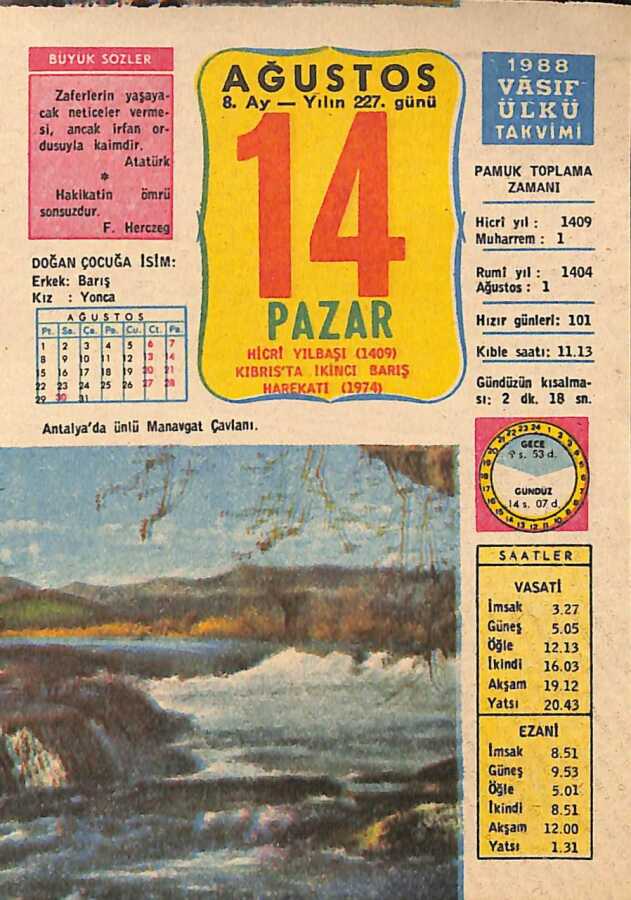 BÜYÜK SÖZLER
Zaferlerin yaşaya-
cak neticeler verme-
si, ancak irfan or-
dusuyla kaimdir.
Atatürk
*
Hakikatin ömrü
sonsuzdur.
F. Herczeg
DOĞAN ÇOCUĞA İSİM:
Erkek: Barış
Kız : Yonca
AĞUSTOS
Pt. Sa. Ça. Pe. Cu. Ct. Pa.
1 2 3 4 5 6 7
8 9 10 11 12 13 14
15 16 17 18 19 20 21
22 23 24 25 26 27 28
29 30 31
AĞUSTOS
8. Ay — Yılın 227. günü
14
PAZAR
HİCRİ YILBAŞI (1409)
KIBRIS'TA İKİNCİ BARIŞ
HAREKATI (1974)
1988
VÂSIF
ÜLKÜ
TAKVİMİ
PAMUK TOPLAMA
ZAMANI
Hicrî yıl : 1409
Muharrem : 1
Rumî yıl : 1404
Ağustos : 1
Hızır günleri: 101
Kıble saatı: 11.13
Gündüzün kısalma-
sı: 2 dk. 18 sn.
Antalya'da ünlü Manavgat Çavlanı.
GECE
9 s. 53 d.
GÜNDÜZ
14 s. 07 d.
SAATLER
VASATİ
İmsak 3.27
Güneş 5.05
Öğle 12.13
İkindi 16.03
Akşam 19.12
Yatsı 20.43
EZANİ
İmsak 8.51
Güneş 9.53
Öğle 5.01
İkindi 8.51
Akşam 12.00
Yatsı 1.31